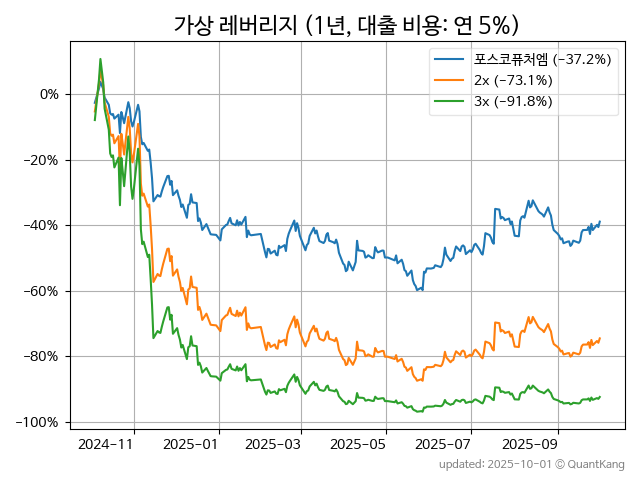 가상 레버리지 (1년, 대출 비용: 연 5%)
포스코퓨처엠 (−37.2%)
2x (−73.1%)
3x (−91.8%)
0%
−20%
−40%
−60%
−80%
−100%
2024-11 2025-01 2025-03 2025-05 2025-07 2025-09
updated: 2025-10-01 © QuantKang